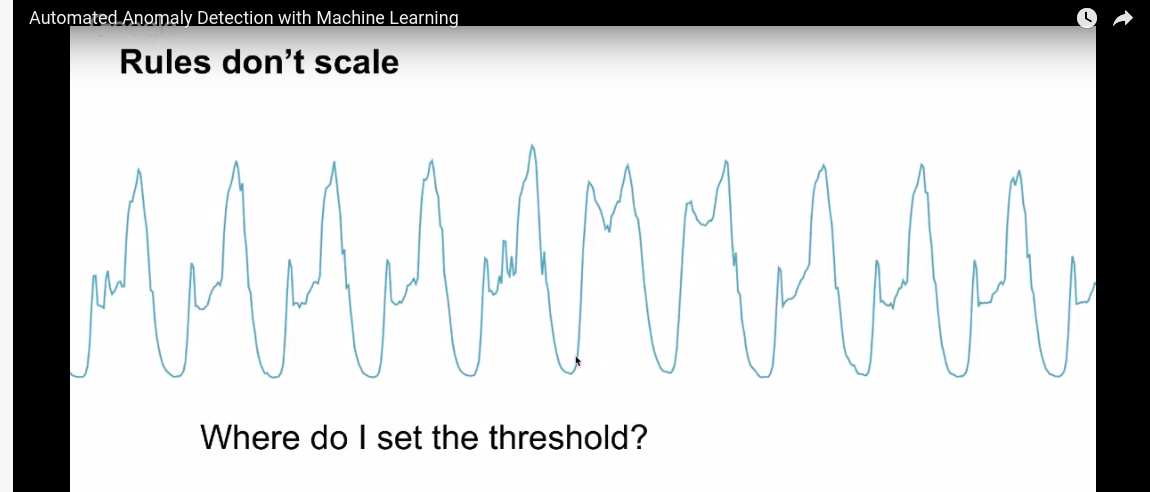 Automated Anomaly Detection with Machine Learning
Rules don't scale
Where do I set the threshold?